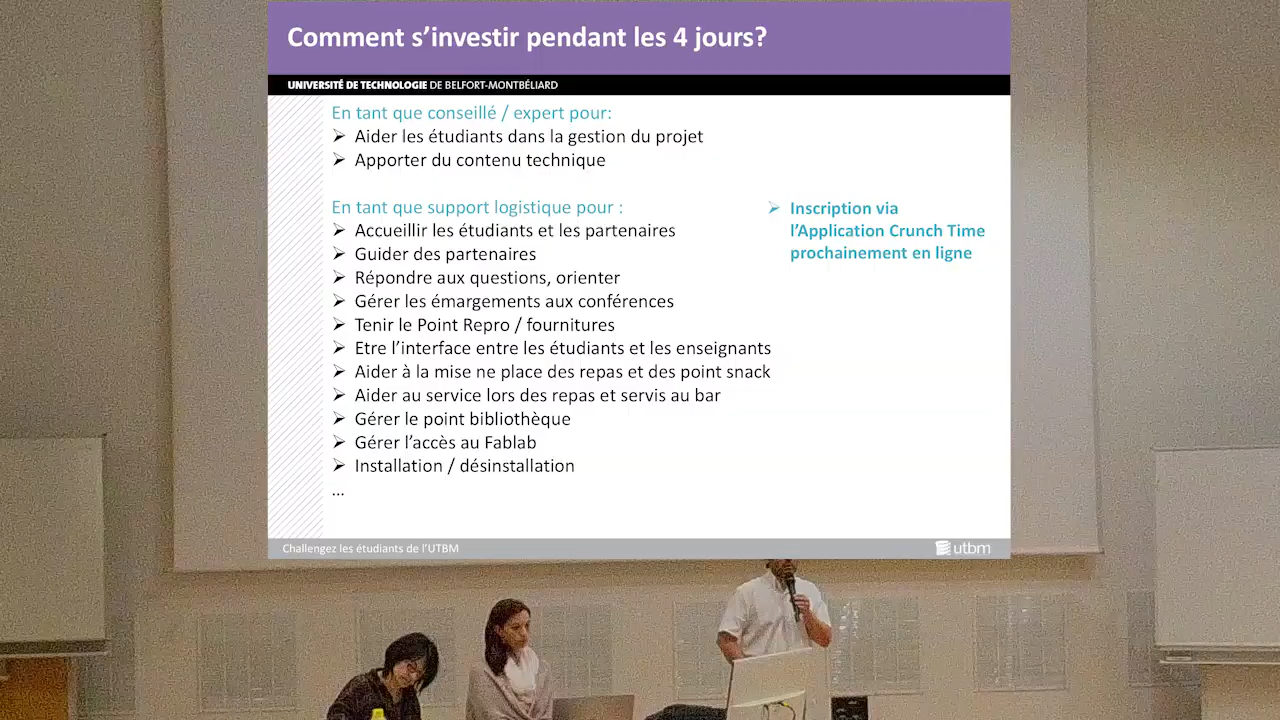 Comment s'investir pendant les 4 jours?
UNIVERSITÉ DE TECHNOLOGIE DE BELFORT-MONTBÉLIARD
En tant que conseillé / expert pour:
Aider les étudiants dans la gestion du projet
Apporter du contenu technique
En tant que support logistique pour :
Accueillir les étudiants et les partenaires
Guider des partenaires
Répondre aux questions, orienter
Gérer les émargements aux conférences
Tenir le Point Repro / fournitures
Etre l'interface entre les étudiants et les enseignants
Aider à la mise ne place des repas et des point snack
Aider au service lors des repas et servis au bar
Gérer le point bibliothèque
Gérer l'accès au Fablab
Installation / désinstallation
...
Inscription via
l'Application Crunch Time
prochainement en ligne
Challengez les étudiants de l'UTBM
utbm